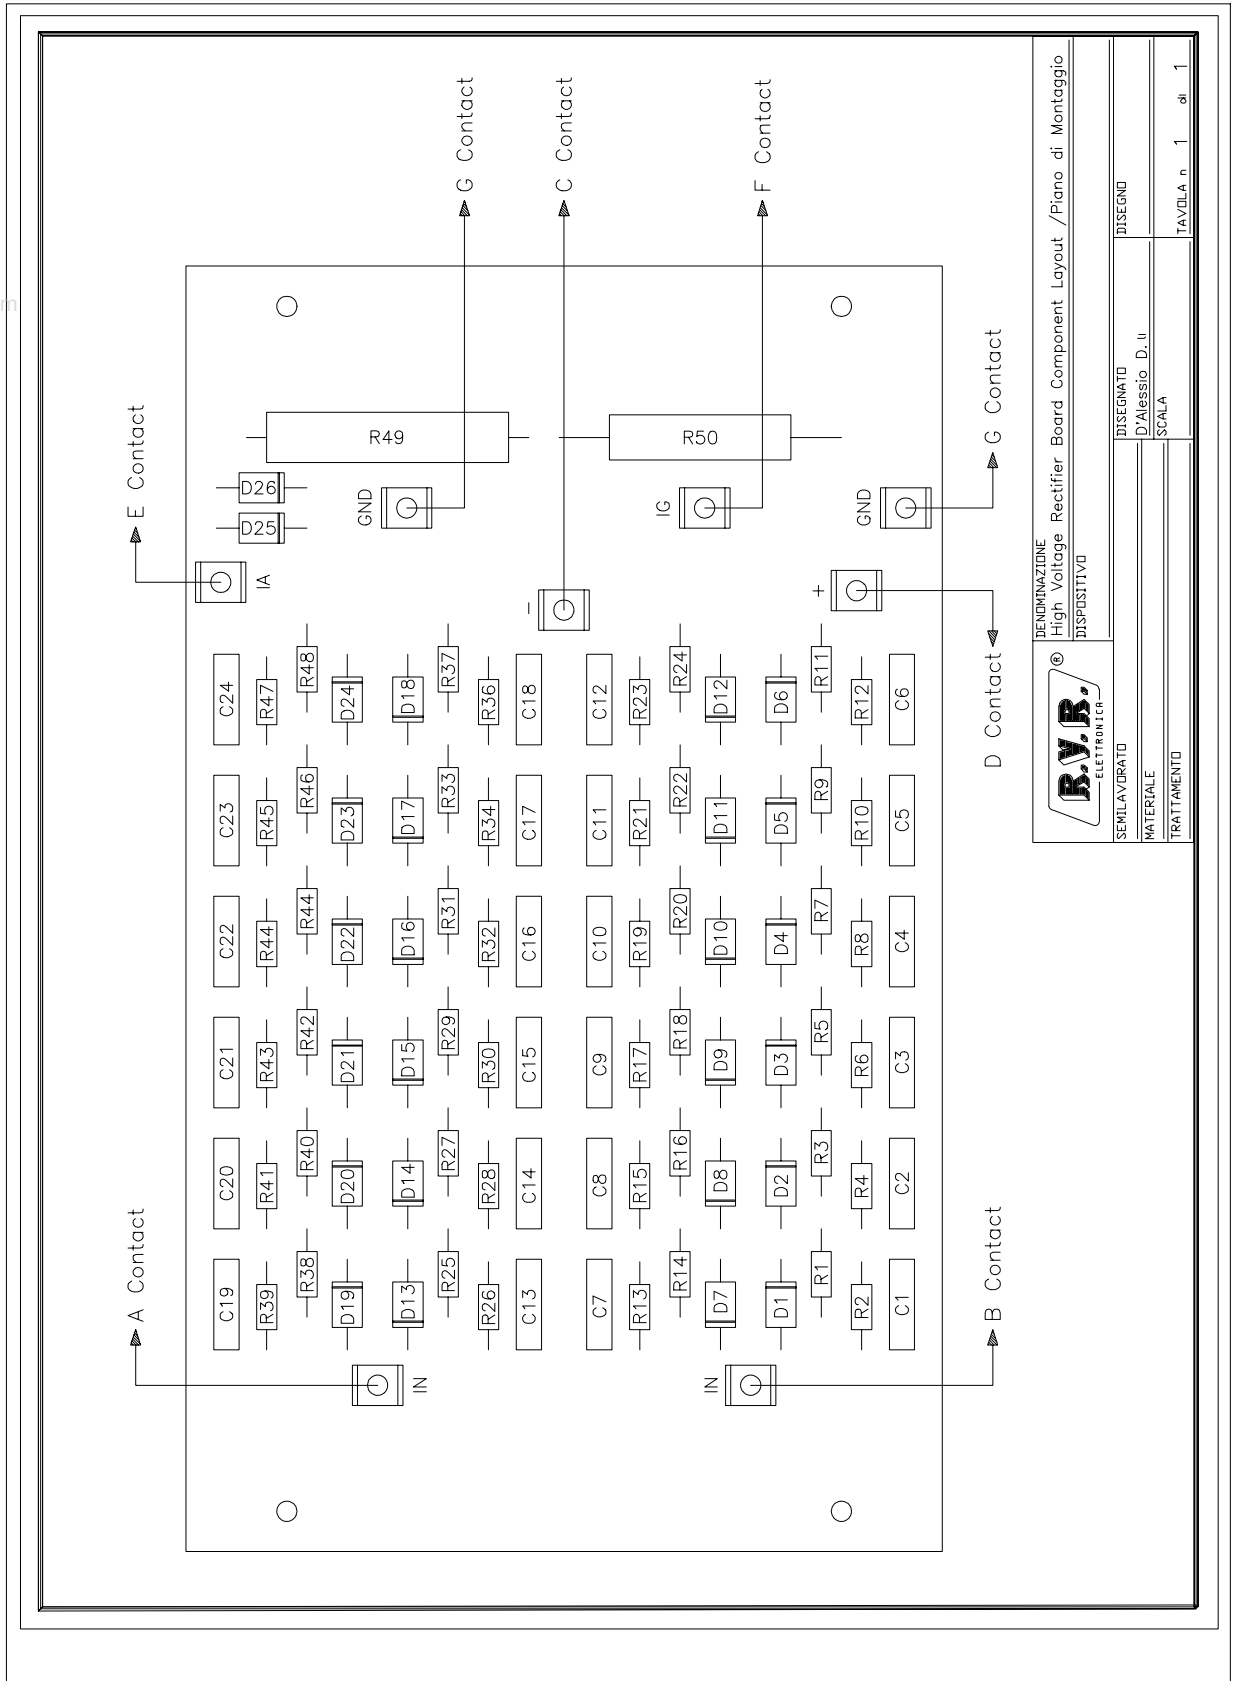 A Contact
E Contact
G Contact
C Contact
F Contact
B Contact
D Contact
G Contact
C19
C20
C21
C22
C23
C24
R39
R41
R43
R44
R45
R47
R38
R40
R42
R44
R46
R48
D19
D20
D21
D22
D23
D24
D13
D14
D15
D16
D17
D18
R25
R27
R29
R31
R33
R37
R26
R28
R30
R32
R34
R36
C13
C14
C15
C16
C17
C18
C7
C8
C9
C10
C11
C12
R13
R15
R17
R19
R21
R23
R14
R16
R18
R20
R22
R24
D7
D8
D9
D10
D11
D12
D1
D2
D3
D4
D5
D6
R1
R3
R5
R7
R9
R11
R2
R4
R6
R8
R10
R12
C1
C2
C3
C4
C5
C6
IN
IN
IA
-
+
D25
D26
GND
IG
GND
R49
R50
R.V.R.®
ELETTRONICA
DENOMINAZIONE
High Voltage Rectifier Board Component Layout /Piano di Montaggio
DISPOSITIVO
SEMILAVORATO
MATERIALE
TRATTAMENTO
DISEGNATO
D'Alessio D.
SCALA
DISEGNO
TAVOLA n 1 di 1
m